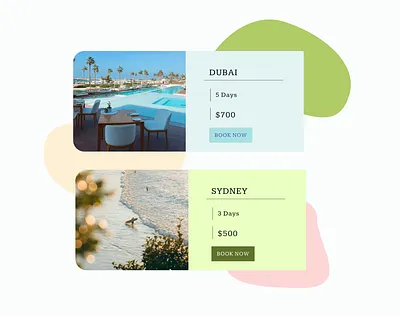 DUBAI
5 Days
$700
BOOK NOW
SYDNEY
3 Days
$500
BOOK NOW